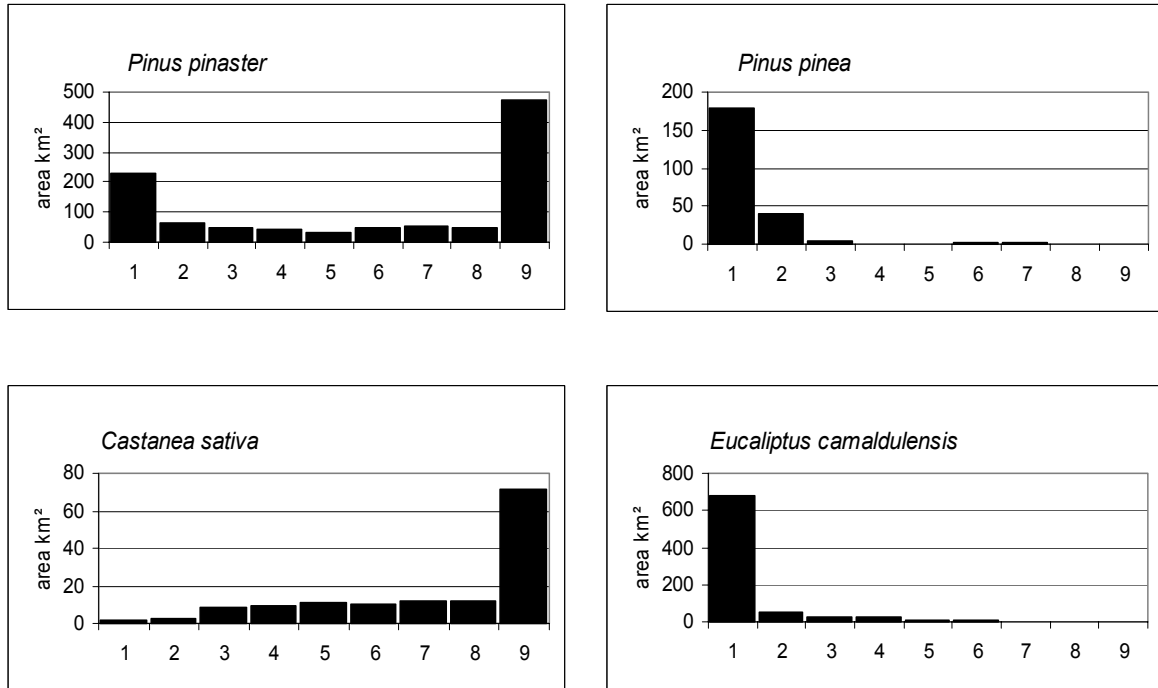 Pinus pinaster
area km²
500
400
300
200
100
0
1 2 3 4 5 6 7 8 9
Pinus pinea
area km²
200
150
100
50
0
1 2 3 4 5 6 7 8 9
Castanea sativa
area km²
80
60
40
20
0
1 2 3 4 5 6 7 8 9
Eucaliptus camaldulensis
area km²
800
600
400
200
0
1 2 3 4 5 6 7 8 9